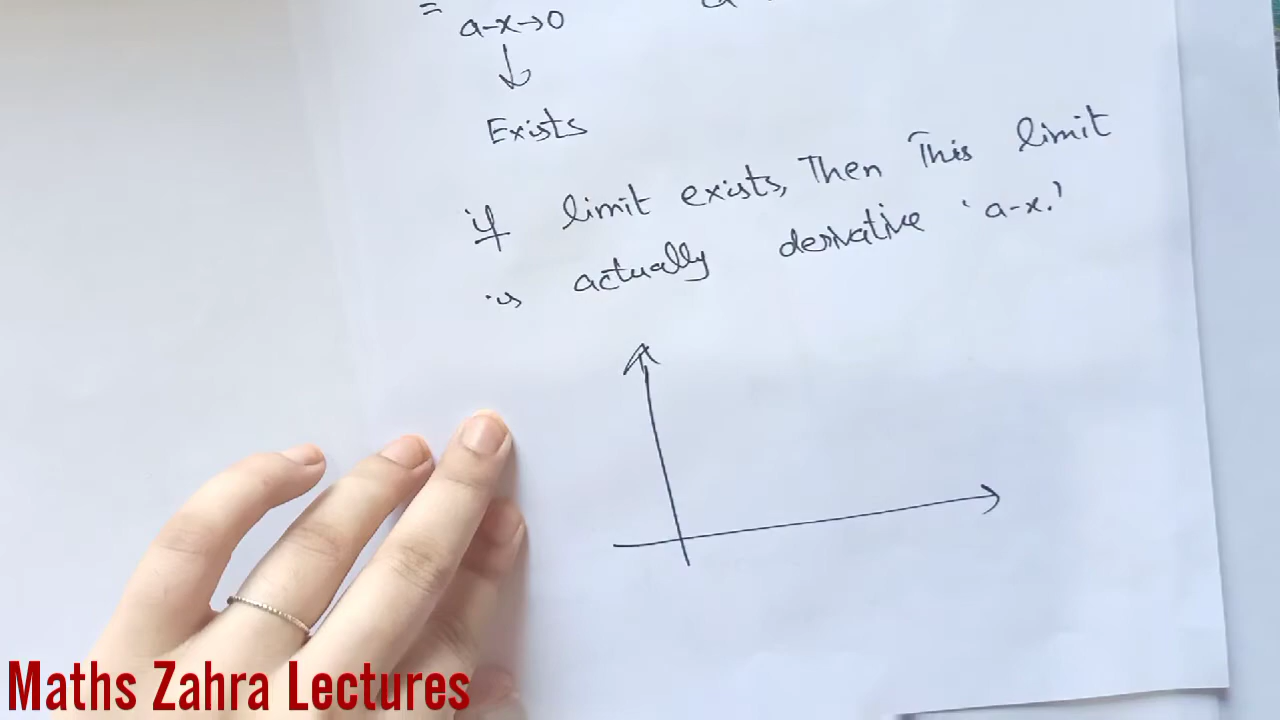 =
a-x→0
Exists
if limit exists, Then This limit
is actually derivative 'a-x.'
Maths Zahra Lectures